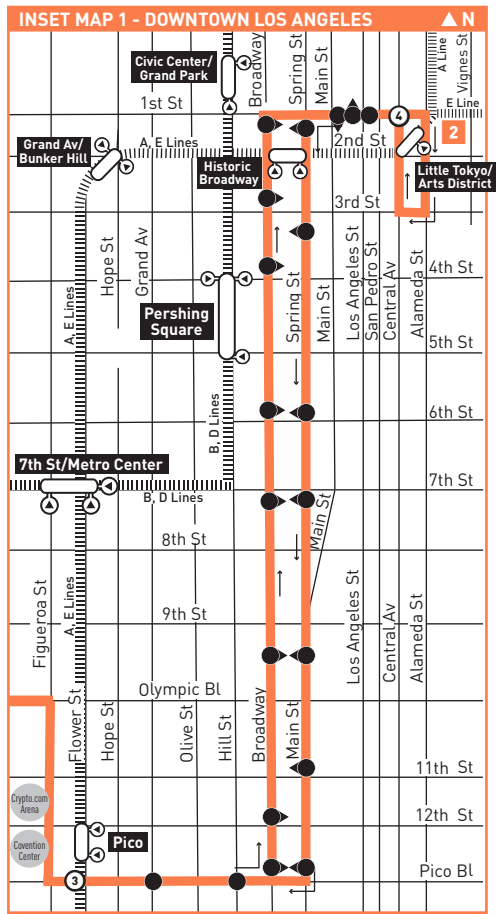 INSET MAP 1 - DOWNTOWN LOS ANGELES
N
Civic Center/
Grand Park
Broadway
Spring St
Main St
A Line
Vignes St
1st St
4
E Line
Grand Av/
Bunker Hill
A, E Lines
2nd St
2
Historic
Broadway
Little Tokyo/
Arts District
3rd St
Hope St
Grand Av
Spring St
Main St
Los Angeles St
San Pedro St
Central Av
Alameda St
4th St
A, E Lines
Pershing
Square
5th St
B, D Lines
6th St
7th St/Metro Center
7th St
B, D Lines
Main St
8th St
Figueroa St
A, E Lines
9th St
Los Angeles St
Central Av
Alameda St
Olympic Bl
Flower St
Hope St
Olive St
Hill St
Broadway
Main St
11th St
Crypto.com
Arena
12th St
Covention
Center
Pico
Pico Bl
3